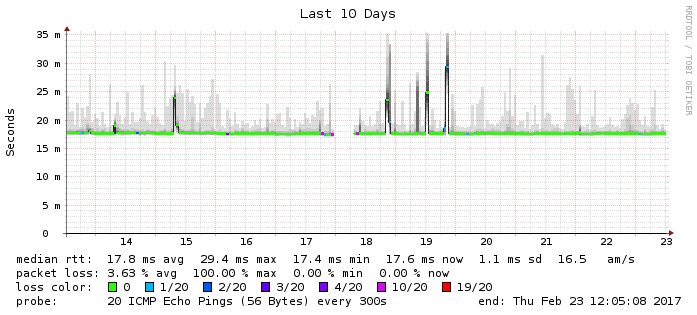 Last 10 Days
RRDTOOL / TOBI OETIKER
Seconds
35 m
30 m
25 m
20 m
15 m
10 m
5 m
0
14 15 16 17 18 19 20 21 22 23
median rtt: 17.8 ms avg 29.4 ms max 17.4 ms min 17.6 ms now 1.1 ms sd 16.5 am/s
packet loss: 3.63 % avg 100.00 % max 0.00 % min 0.00 % now
loss color: 0 1/20 2/20 3/20 4/20 10/20 19/20
probe: 20 ICMP Echo Pings (56 Bytes) every 300s end: Thu Feb 23 12:05:08 2017